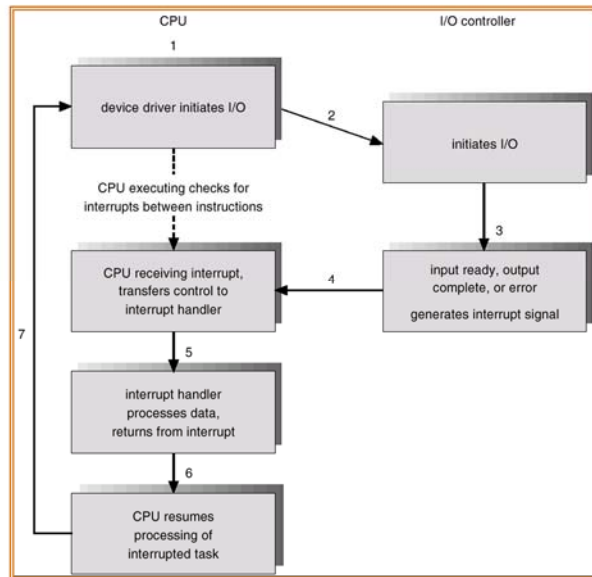 CPU
I/O controller
1
device driver initiates I/O
2
initiates I/O
CPU executing checks for
interrupts between instructions
3
CPU receiving interrupt,
transfers control to
interrupt handler
4
input ready, output
complete, or error
generates interrupt signal
7
5
interrupt handler
processes data,
returns from interrupt
6
CPU resumes
processing of
interrupted task